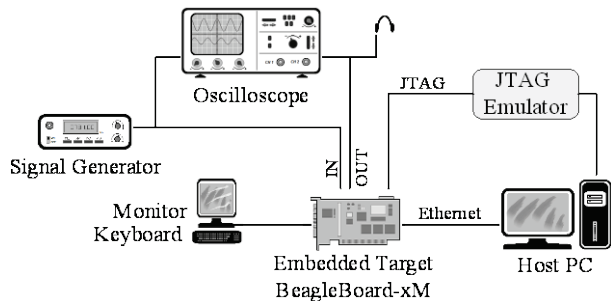 Oscilloscope
JTAG
JTAG
Emulator
Signal Generator
IN
OUT
Monitor
Keyboard
Ethernet
Embedded Target
BeagleBoard-xM
Host PC